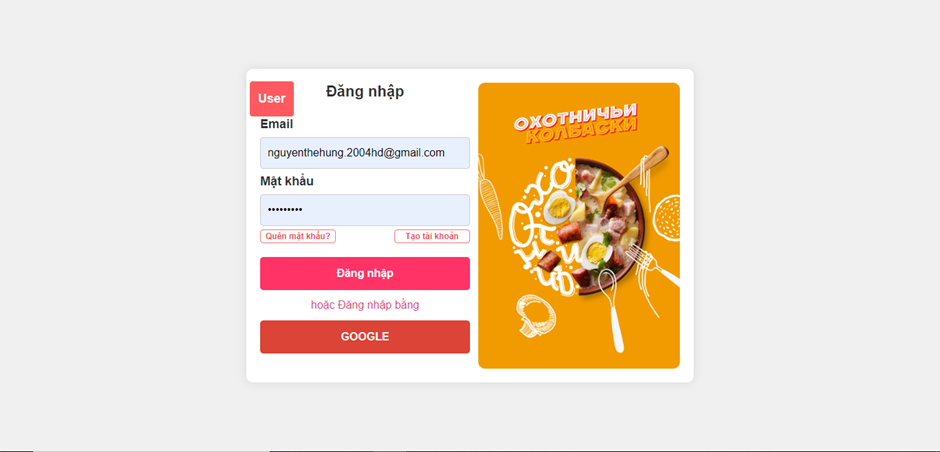 User
Đăng nhập
Email
nguyenthehung.2004hd@gmail.com
Mật khẩu
•••••••••
Quên mật khẩu?
Tạo tài khoản
Đăng nhập
hoặc Đăng nhập bằng
GOOGLE
ОХОТНИЧЬИ
КОЛБАСКИ